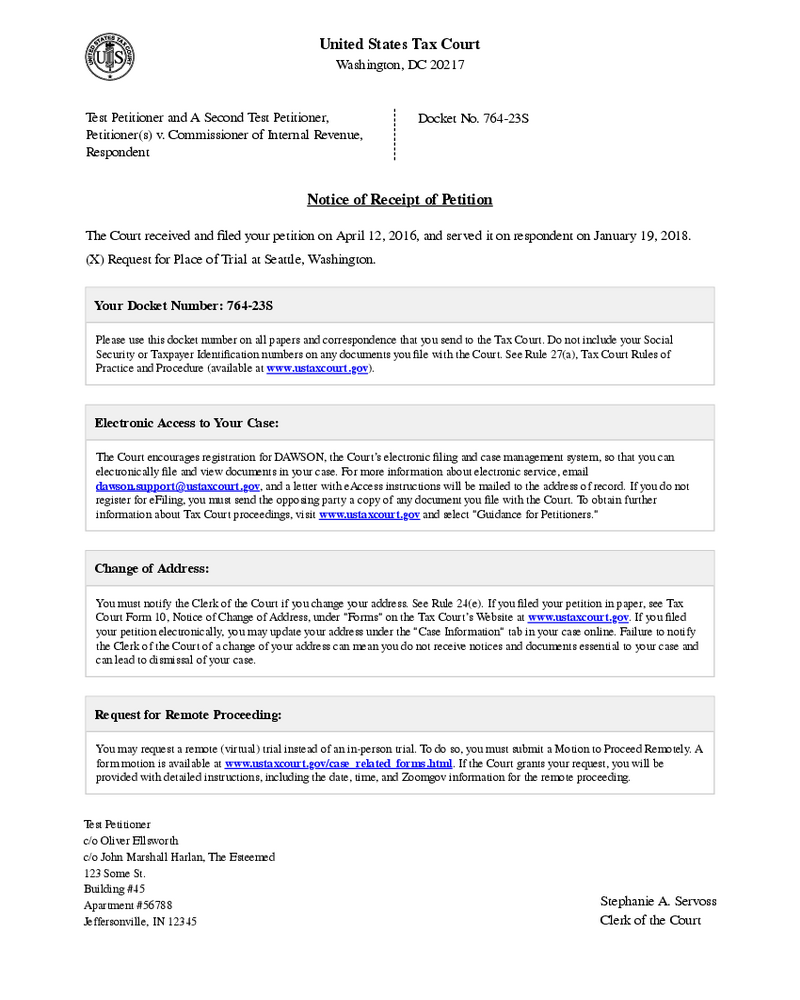 UNITED STATES TAX COURT
US
United States Tax Court
Washington, DC 20217
Test Petitioner and A Second Test Petitioner,
Petitioner(s) v. Commissioner of Internal Revenue,
Respondent
Docket No. 764-23S
Notice of Receipt of Petition
The Court received and filed your petition on April 12, 2016, and served it on respondent on January 19, 2018.
(X) Request for Place of Trial at Seattle, Washington.
Your Docket Number: 764-23S
Please use this docket number on all papers and correspondence that you send to the Tax Court. Do not include your Social
Security or Taxpayer Identification numbers on any documents you file with the Court. See Rule 27(a), Tax Court Rules of
Practice and Procedure (available at www.ustaxcourt.gov).
Electronic Access to Your Case:
The Court encourages registration for DAWSON, the Court's electronic filing and case management system, so that you can
electronically file and view documents in your case. For more information about electronic service, email
dawson.support@ustaxcourt.gov, and a letter with eAccess instructions will be mailed to the address of record. If you do not
register for eFiling, you must send the opposing party a copy of any document you file with the Court. To obtain further
information about Tax Court proceedings, visit www.ustaxcourt.gov and select "Guidance for Petitioners."
Change of Address:
You must notify the Clerk of the Court if you change your address. See Rule 24(e). If you filed your petition in paper, see Tax
Court Form 10, Notice of Change of Address, under "Forms" on the Tax Court's Website at www.ustaxcourt.gov. If you filed
your petition electronically, you may update your address under the "Case Information" tab in your case online. Failure to notify
the Clerk of the Court of a change of your address can mean you do not receive notices and documents essential to your case and
can lead to dismissal of your case.
Request for Remote Proceeding:
You may request a remote (virtual) trial instead of an in-person trial. To do so, you must submit a Motion to Proceed Remotely. A
form motion is available at www.ustaxcourt.gov/case_related_forms.html. If the Court grants your request, you will be
provided with detailed instructions, including the date, time, and Zoomgov information for the remote proceeding.
Test Petitioner
c/o Oliver Ellsworth
c/o John Marshall Harlan, The Esteemed
123 Some St.
Building #45
Apartment #56788
Jeffersonville, IN 12345
Stephanie A. Servoss
Clerk of the Court